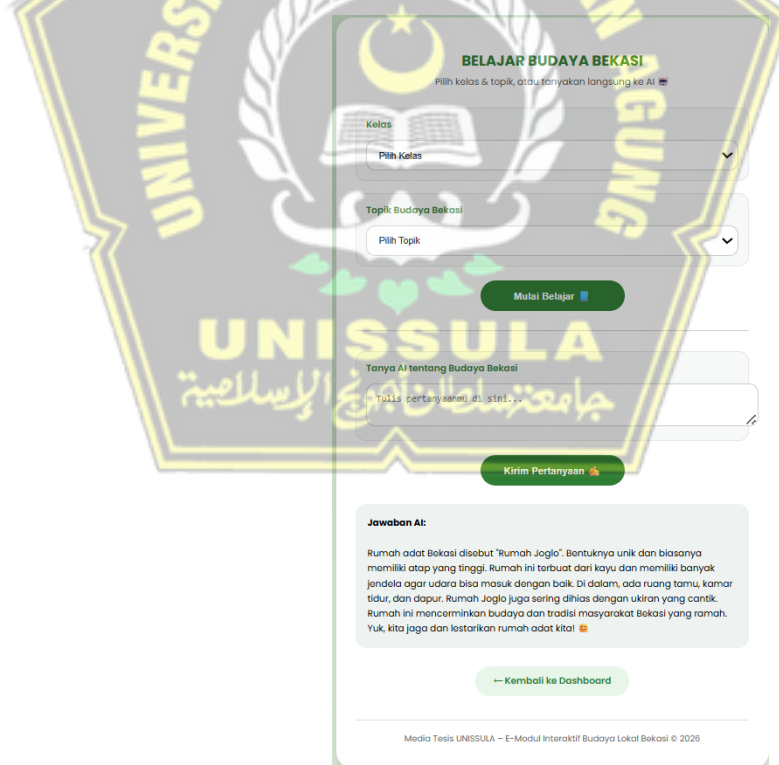 BELAJAR BUDAYA BEKASI
Pilih kelas & topik, atau tanyakan langsung ke AI
Kelas
Pilih Kelas
Topik Budaya Bekasi
Pilih Topik
Mulai Belajar
UNISSULA
Tanya AI tentang Budaya Bekasi
Tulis pertanyaanmu di sini...
جامعتسلطان أجونج الإسلامية
Kirim Pertanyaan
Jawaban AI:
Rumah adat Bekasi disebut "Rumah Joglo". Bentuknya unik dan biasanya
memiliki atap yang tinggi. Rumah ini terbuat dari kayu dan memiliki banyak
jendela agar udara bisa masuk dengan baik. Di dalam, ada ruang tamu, kamar
tidur, dan dapur. Rumah Joglo juga sering dihias dengan ukiran yang cantik.
Rumah ini mencerminkan budaya dan tradisi masyarakat Bekasi yang ramah.
Yuk, kita jaga dan lestarikan rumah adat kita! 😊
← Kembali ke Dashboard
Media Tesis UNISSULA – E-Modul Interaktif Budaya Lokal Bekasi © 2026